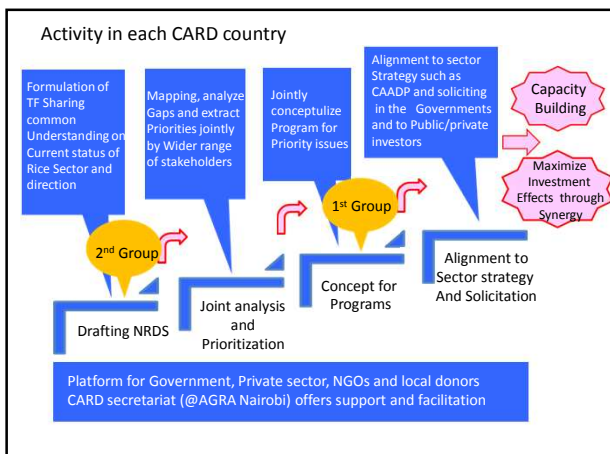 Activity in each CARD country
Formulation of
TF Sharing
common
Understanding on
Current status of
Rice Sector and
direction
Mapping, analyze
Gaps and extract
Priorities jointly
by Wider range
of stakeholders
Jointly
conceptulize
Program for
Priority issues
Alignment to sector
Strategy such as
CAADP and soliciting
in the Governments
and to Public/private
investors
Capacity
Building
Maximize
Investment
Effects through
Synergy
2nd Group
1st Group
Drafting NRDS
Joint analysis
and
Prioritization
Concept for
Programs
Alignment to
Sector strategy
And Solicitation
Platform for Government, Private sector, NGOs and local donors
CARD secretariat (@AGRA Nairobi) offers support and facilitation